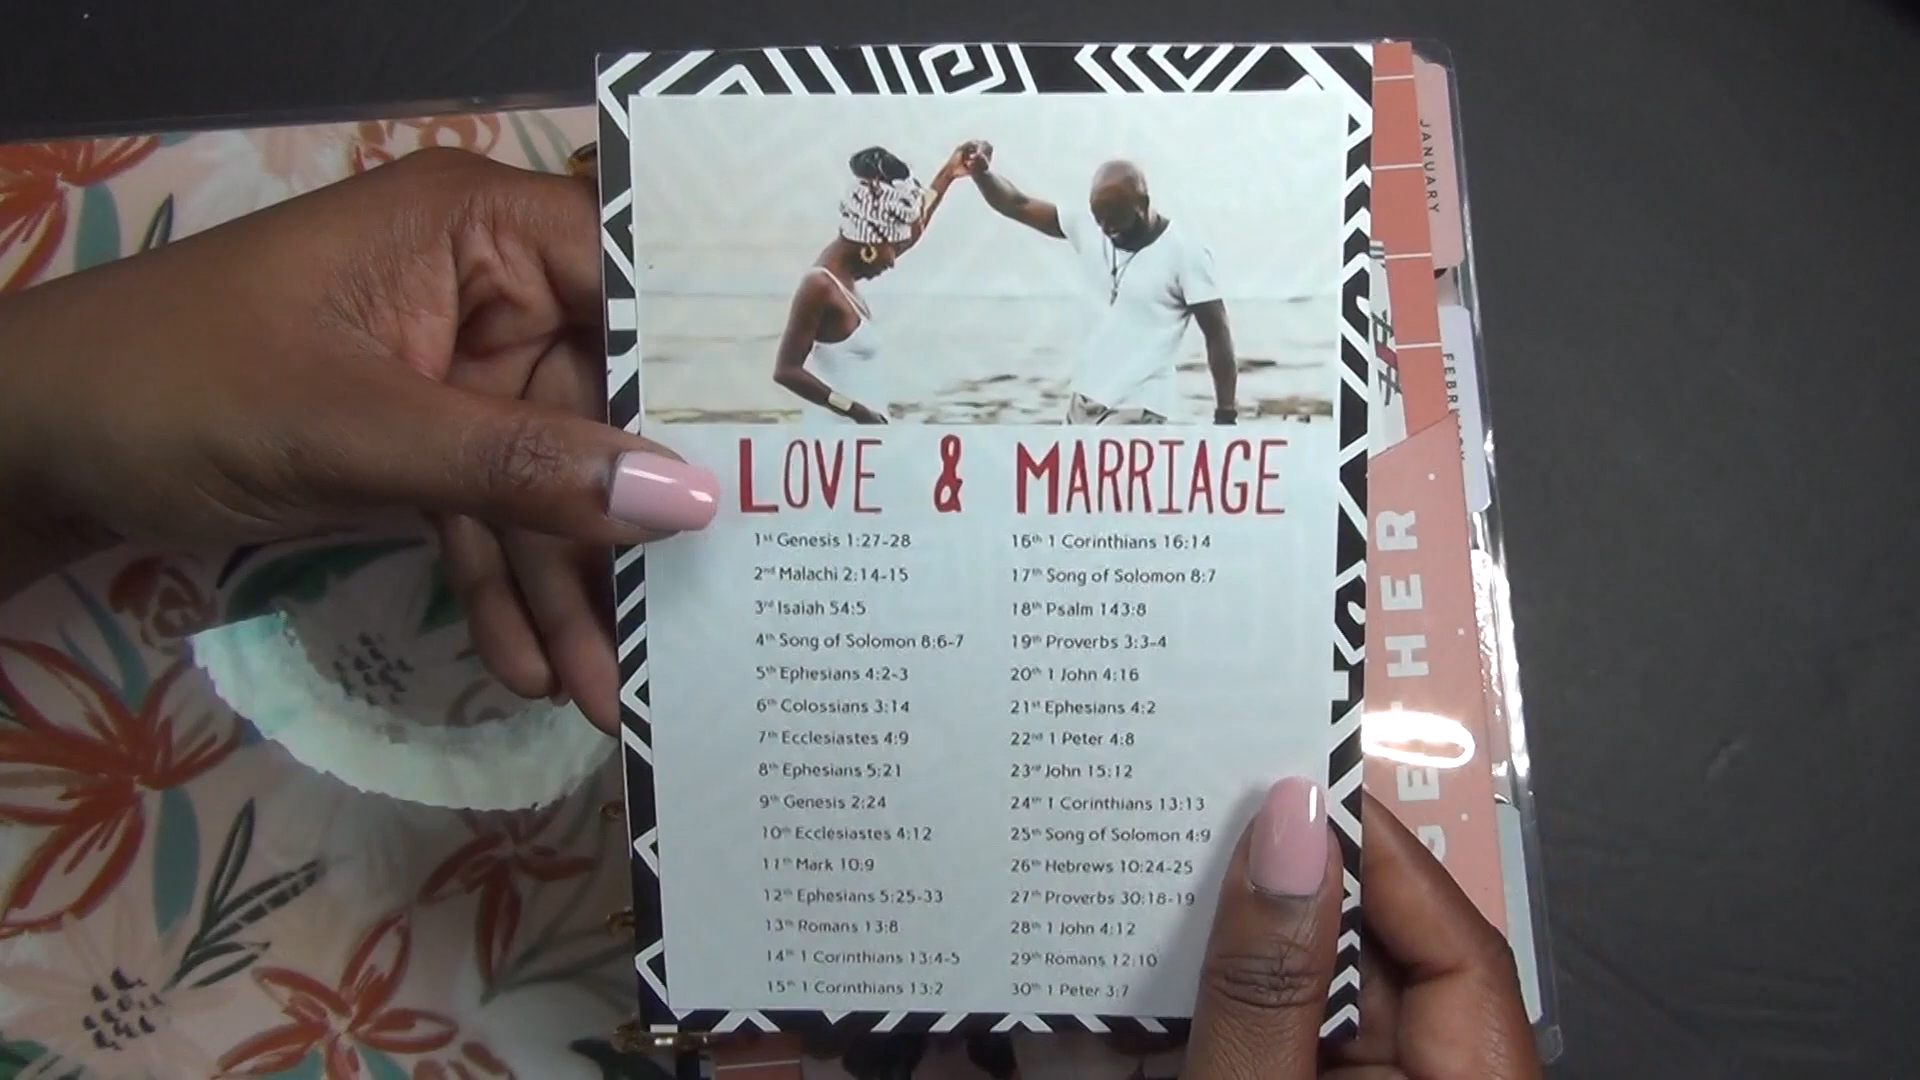 LOVE & MARRIAGE
1st Genesis 1:27-28
2nd Malachi 2:14-15
3rd Isaiah 54:5
4th Song of Solomon 8:6-7
5th Ephesians 4:2-3
6th Colossians 3:14
7th Ecclesiastes 4:9
8th Ephesians 5:21
9th Genesis 2:24
10th Ecclesiastes 4:12
11th Mark 10:9
12th Ephesians 5:25-33
13th Romans 13:8
14th 1 Corinthians 13:4-5
15th 1 Corinthians 13:2
16th 1 Corinthians 16:14
17th Song of Solomon 8:7
18th Psalm 143:8
19th Proverbs 3:3-4
20th 1 John 4:16
21st Ephesians 4:2
22nd 1 Peter 4:8
23rd John 15:12
24th 1 Corinthians 13:13
25th Song of Solomon 4:9
26th Hebrews 10:24-25
27th Proverbs 30:18-19
28th 1 John 4:12
29th Romans 12:10
30th 1 Peter 3:7
JANUARY
FEBRUARY
GETHER